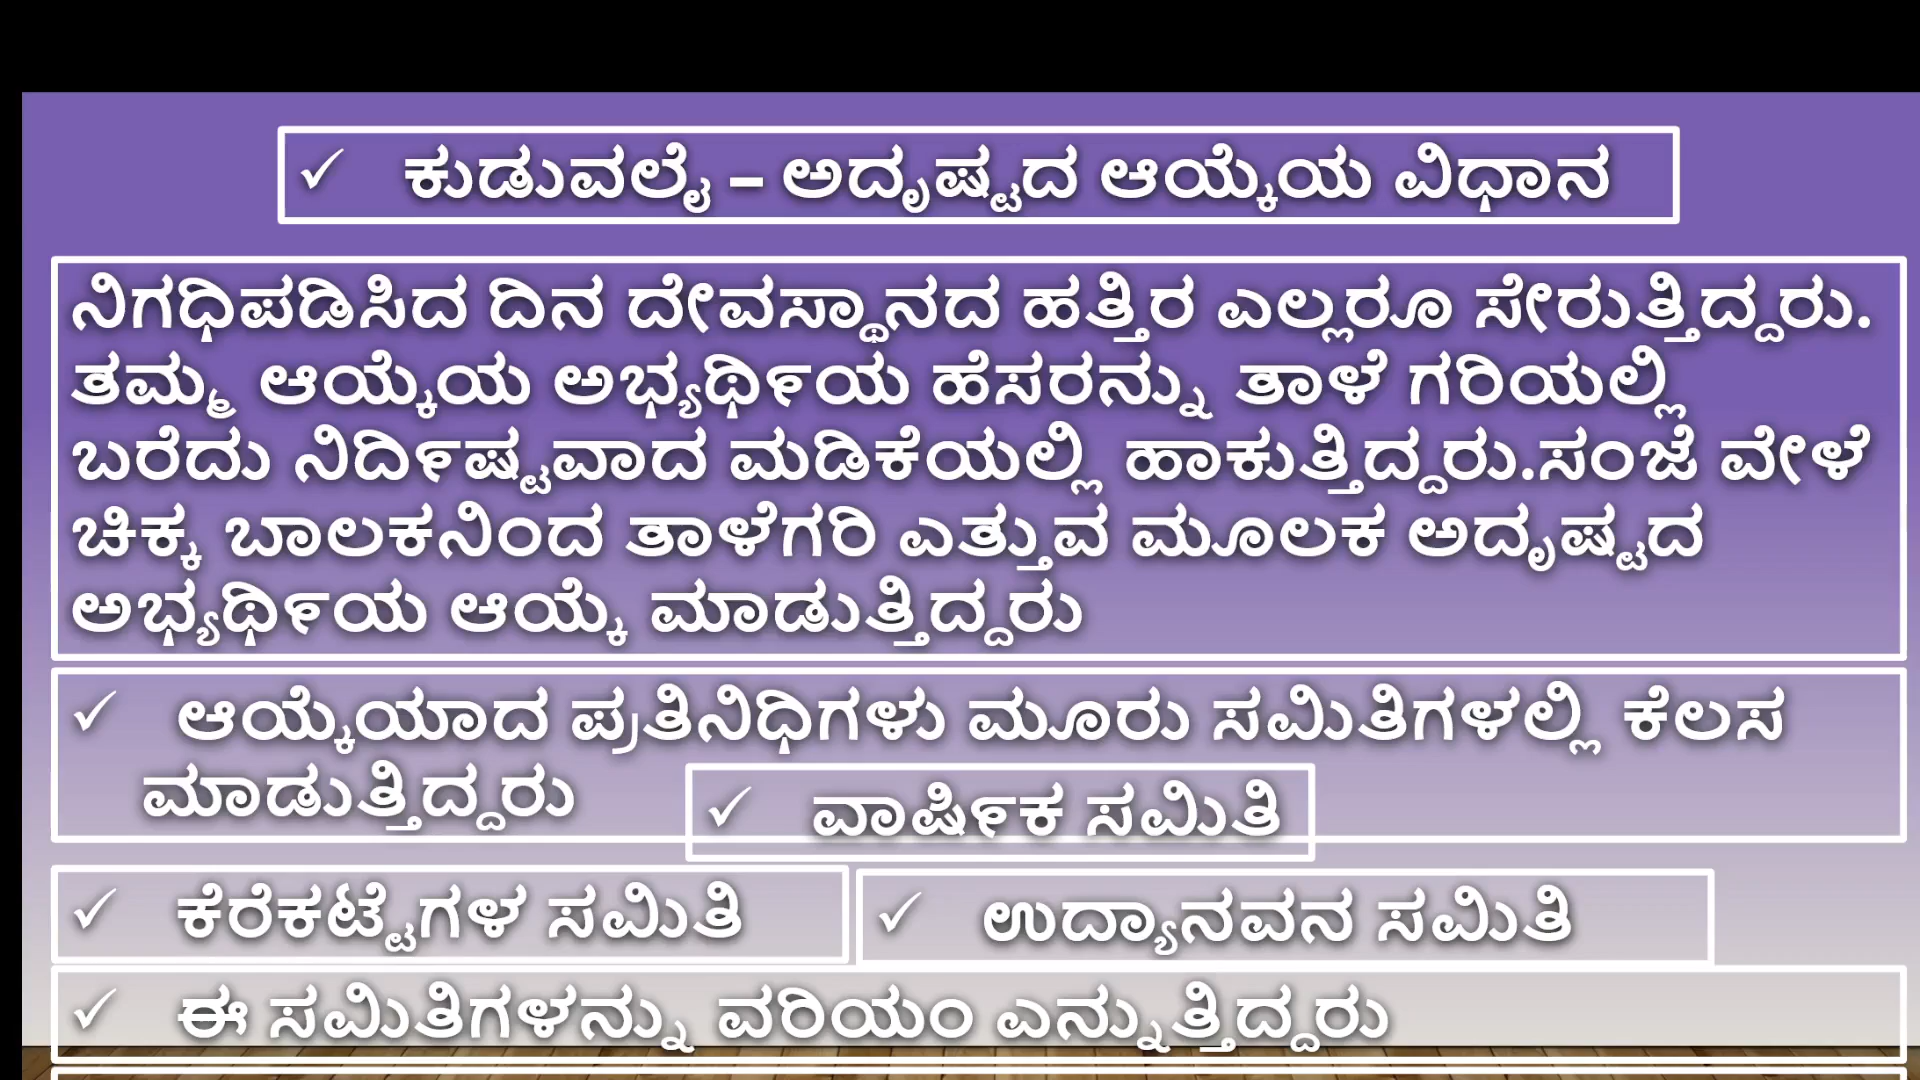 ✓ ಕುಡುವಲೈ – ಅದೃಷ್ಟದ ಆಯ್ಕೆಯ ವಿಧಾನ
ನಿಗಧಿಪಡಿಸಿದ ದಿನ ದೇವಸ್ಥಾನದ ಹತ್ತಿರ ಎಲ್ಲರೂ ಸೇರುತ್ತಿದ್ದರು.
ತಮ್ಮ ಆಯ್ಕೆಯ ಅಭ್ಯರ್ಥಿಯ ಹೆಸರನ್ನು ತಾಳೆ ಗರಿಯಲ್ಲಿ
ಬರೆದು ನಿರ್ದಿಷ್ಟವಾದ ಮಡಿಕೆಯಲ್ಲಿ ಹಾಕುತ್ತಿದ್ದರು.ಸಂಜೆ ವೇಳೆ
ಚಿಕ್ಕ ಬಾಲಕನಿಂದ ತಾಳೆಗರಿ ಎತ್ತುವ ಮೂಲಕ ಅದೃಷ್ಟದ
ಅಭ್ಯರ್ಥಿಯ ಆಯ್ಕೆ ಮಾಡುತ್ತಿದ್ದರು
✓ ಆಯ್ಕೆಯಾದ ಪ್ರತಿನಿಧಿಗಳು ಮೂರು ಸಮಿತಿಗಳಲ್ಲಿ ಕೆಲಸ
ಮಾಡುತ್ತಿದ್ದರು
✓ ವಾರ್ಷಿಕ ಸಮಿತಿ
✓ ಕೆರೆಕಟ್ಟೆಗಳ ಸಮಿತಿ
✓ ಉದ್ಯಾನವನ ಸಮಿತಿ
✓ ಈ ಸಮಿತಿಗಳನ್ನು ವರಿಯಂ ಎನ್ನುತ್ತಿದ್ದರು